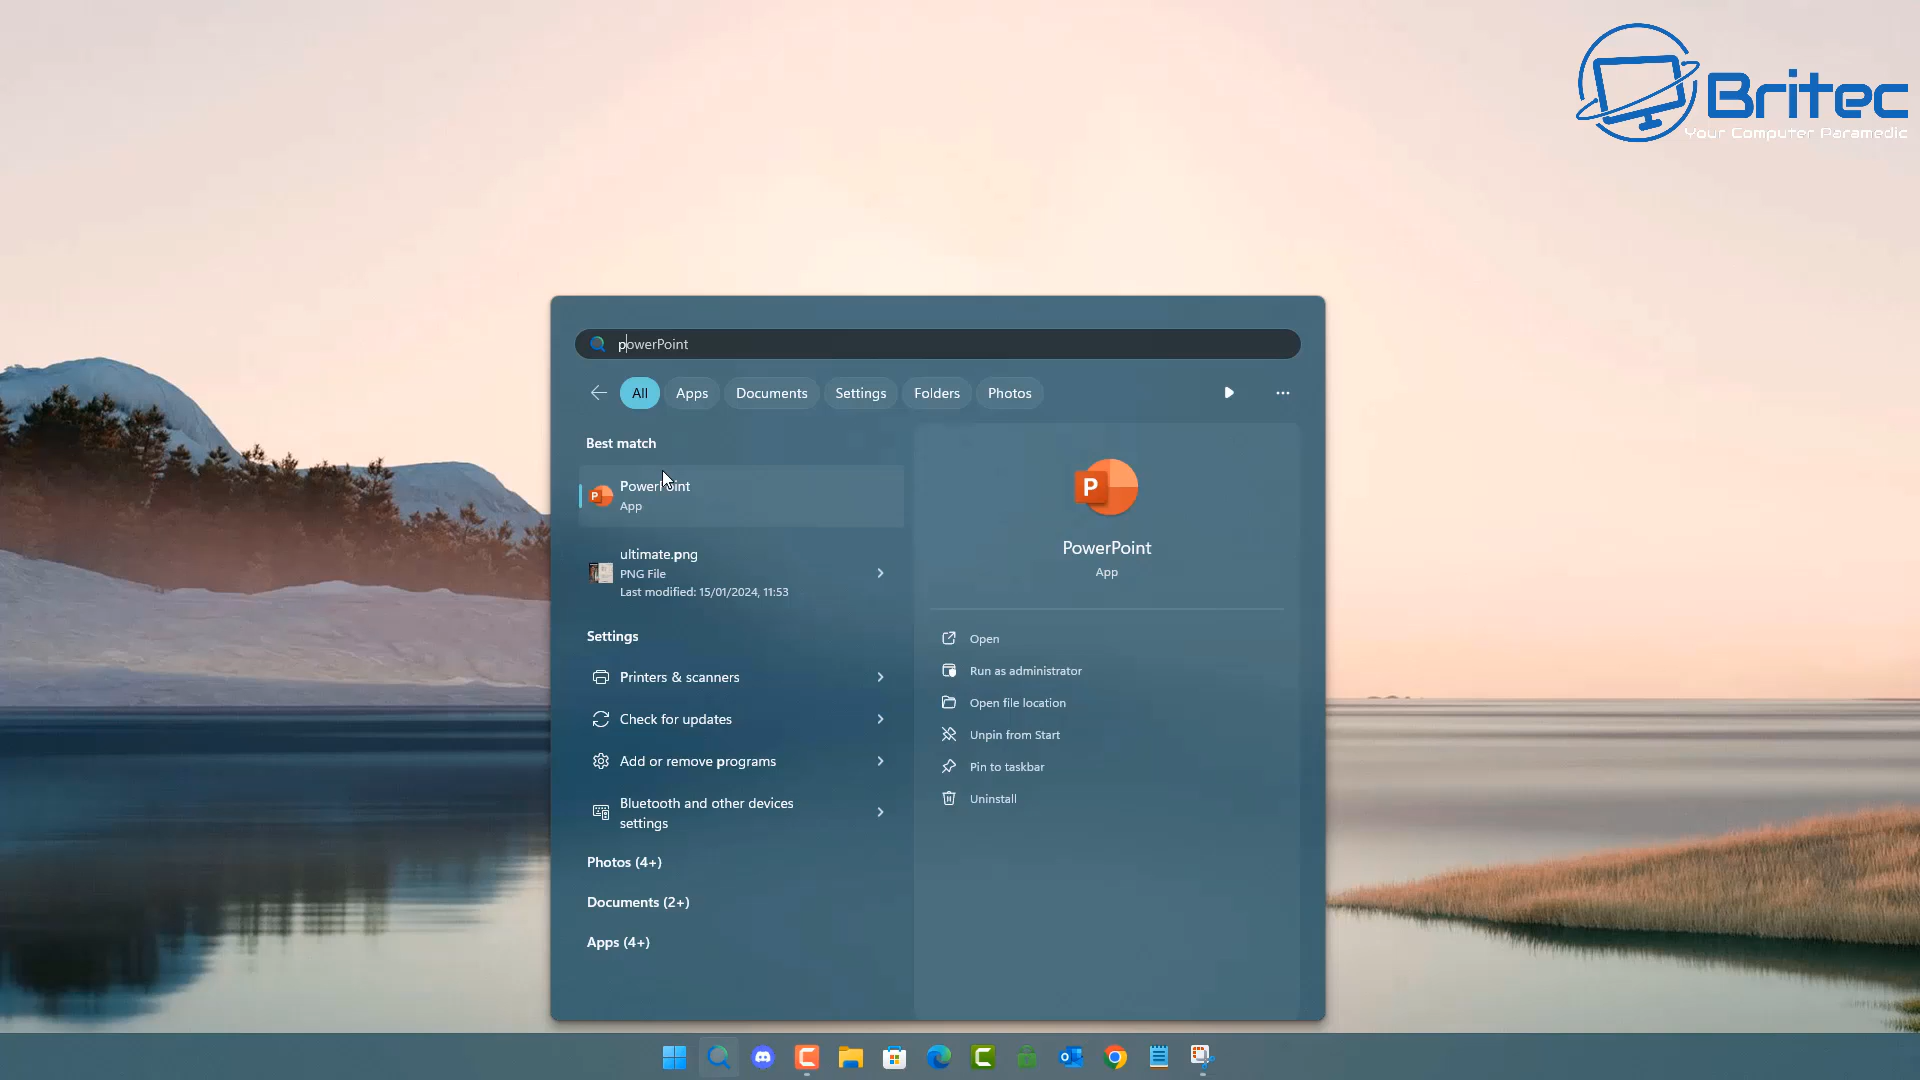 Britec
Your Computer Paramedic
powerPoint
All
Apps
Documents
Settings
Folders
Photos
Best match
PowerPoint
App
ultimate.png
PNG File
Last modified: 15/01/2024, 11:53
Settings
Printers & scanners
Check for updates
Add or remove programs
Bluetooth and other devices
settings
Photos (4+)
Documents (2+)
Apps (4+)
P
PowerPoint
App
Open
Run as administrator
Open file location
Unpin from Start
Pin to taskbar
Uninstall